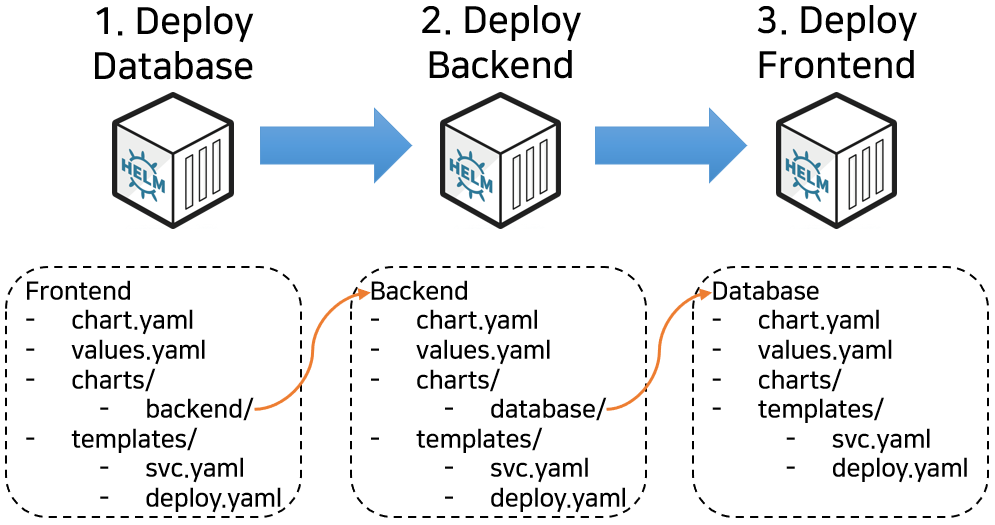 1. Deploy
Database
2. Deploy
Backend
3. Deploy
Frontend
HELM
HELM
HELM
Frontend
- chart.yaml
- values.yaml
- charts/
- backend/
- templates/
- svc.yaml
- deploy.yaml
Backend
- chart.yaml
- values.yaml
- charts/
- database/
- templates/
- svc.yaml
- deploy.yaml
Database
- chart.yaml
- values.yaml
- charts/
- templates/
- svc.yaml
- deploy.yaml